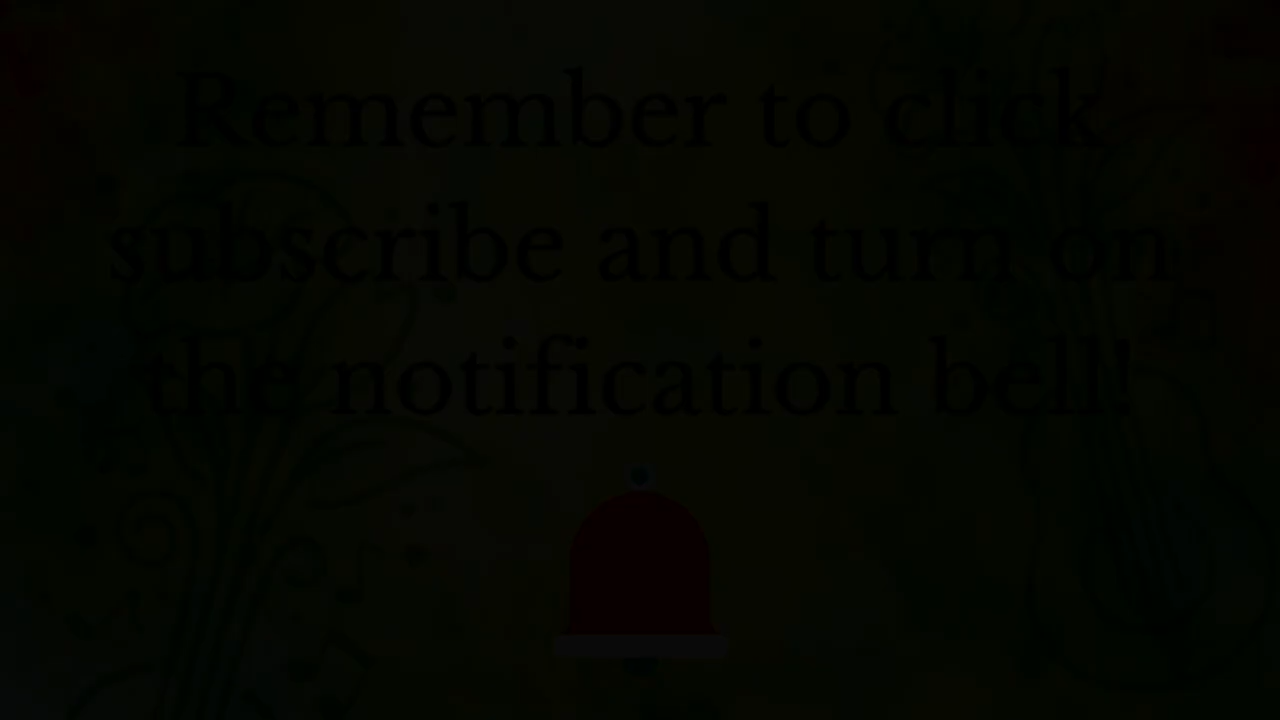 Remember to click
subscribe and turn on
the notification bell!